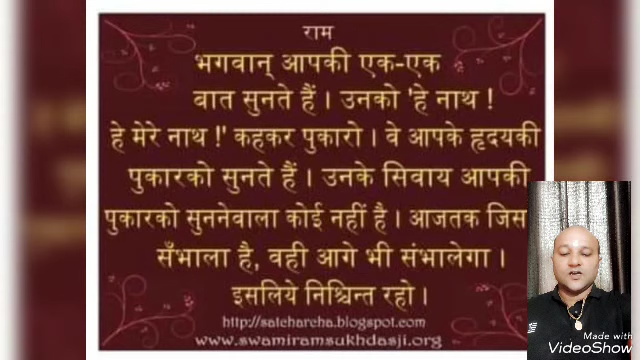 राम
भगवान् आपकी एक-एक
बात सुनते हैं । उनको 'हे नाथ !
हे मेरे नाथ !' कहकर पुकारो । वे आपके हृदयकी
पुकारको सुनते हैं । उनके सिवाय आपकी
पुकारको सुननेवाला कोई नहीं है । आजतक जिस
सँभाला है, वही आगे भी संभालेगा ।
इसलिये निश्चिन्त रहो ।
http://satcharcha.blogspot.com
www.swamiramsukhdasji.org
Made with
VideoShow